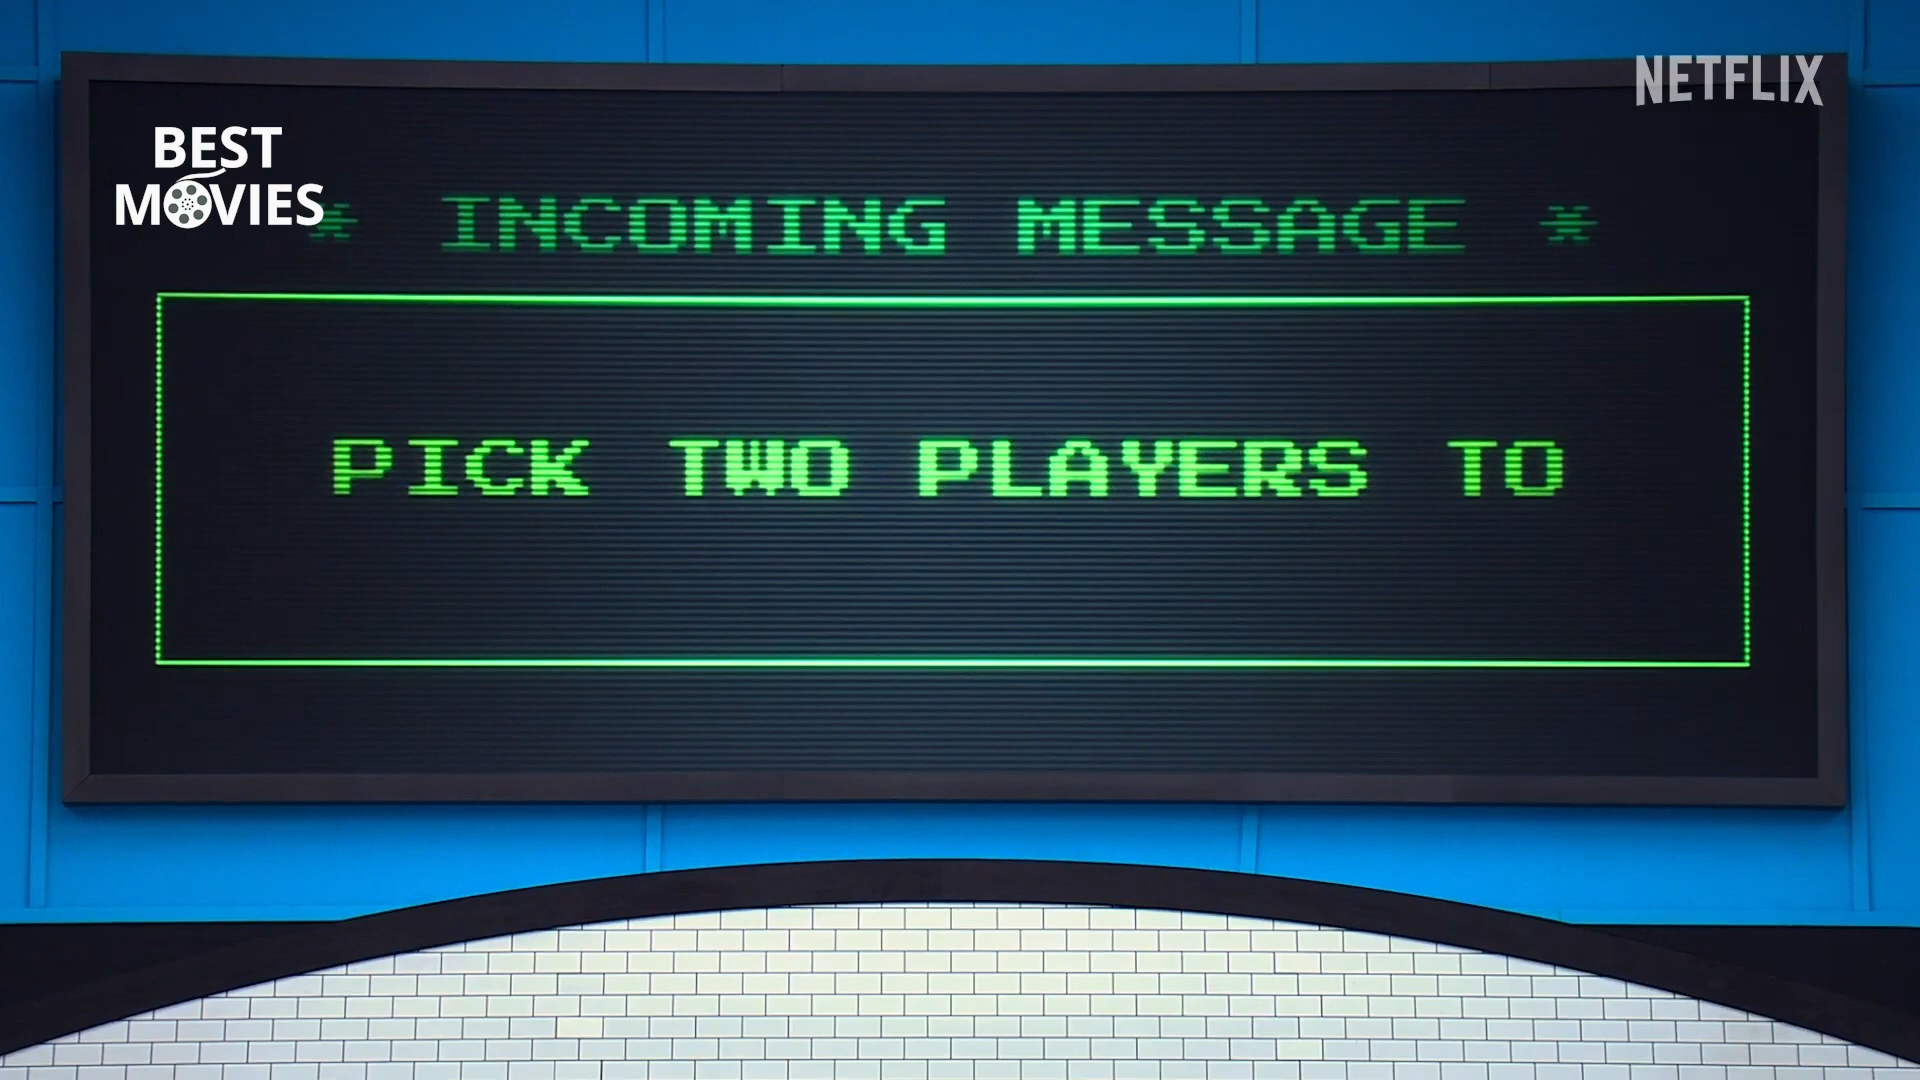 NETFLIX
BEST
MOVIES
* INCOMING MESSAGE *
PICK TWO PLAYERS TO